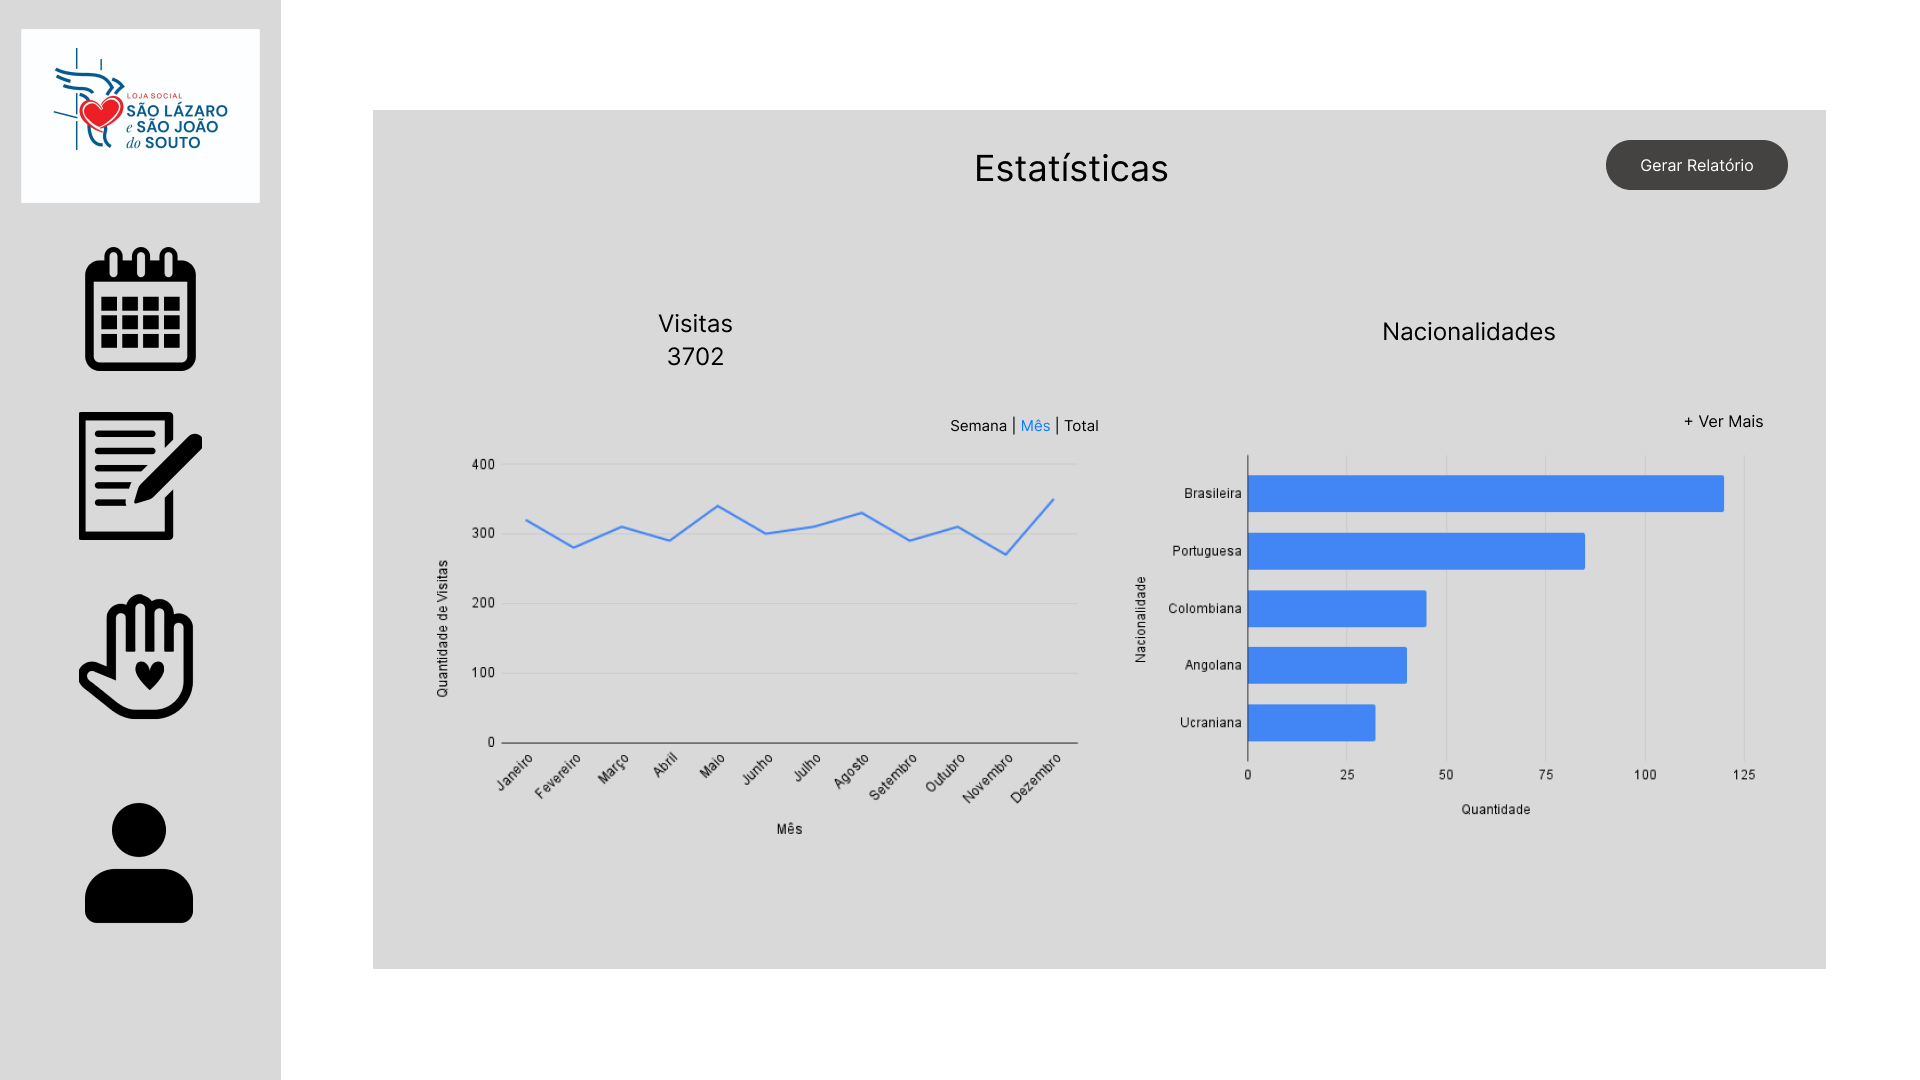 LOJA SOCIAL
SÃO LÁZARO
e SÃO JOÃO
do SOUTO
Estatísticas
Gerar Relatório
Visitas
3702
Nacionalidades
Semana | Mês | Total
+ Ver Mais
400
300
200
100
0
Quantidade de Visitas
Janeiro
Fevereiro
Março
Abril
Maio
Junho
Julho
Agosto
Setembro
Outubro
Novembro
Dezembro
Mês
Nacionalidade
Brasileira
Portuguesa
Colombiana
Angolana
Ucraniana
0
25
50
75
100
125
Quantidade